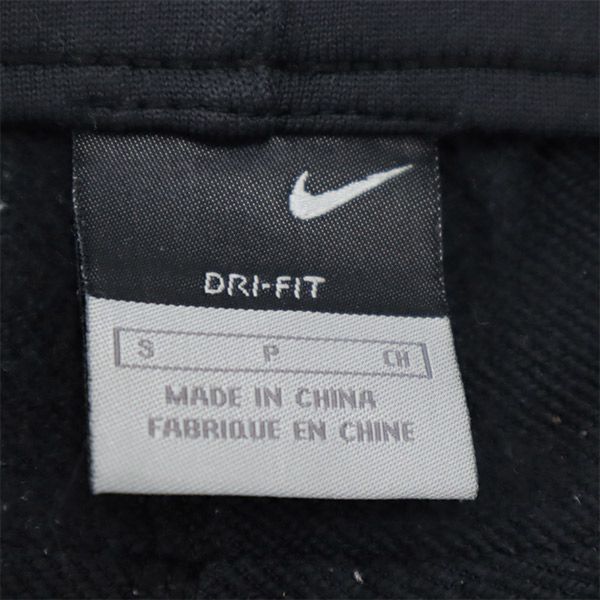 DRI-FIT
S P CH
MADE IN CHINA
FABRIQUE EN CHINE